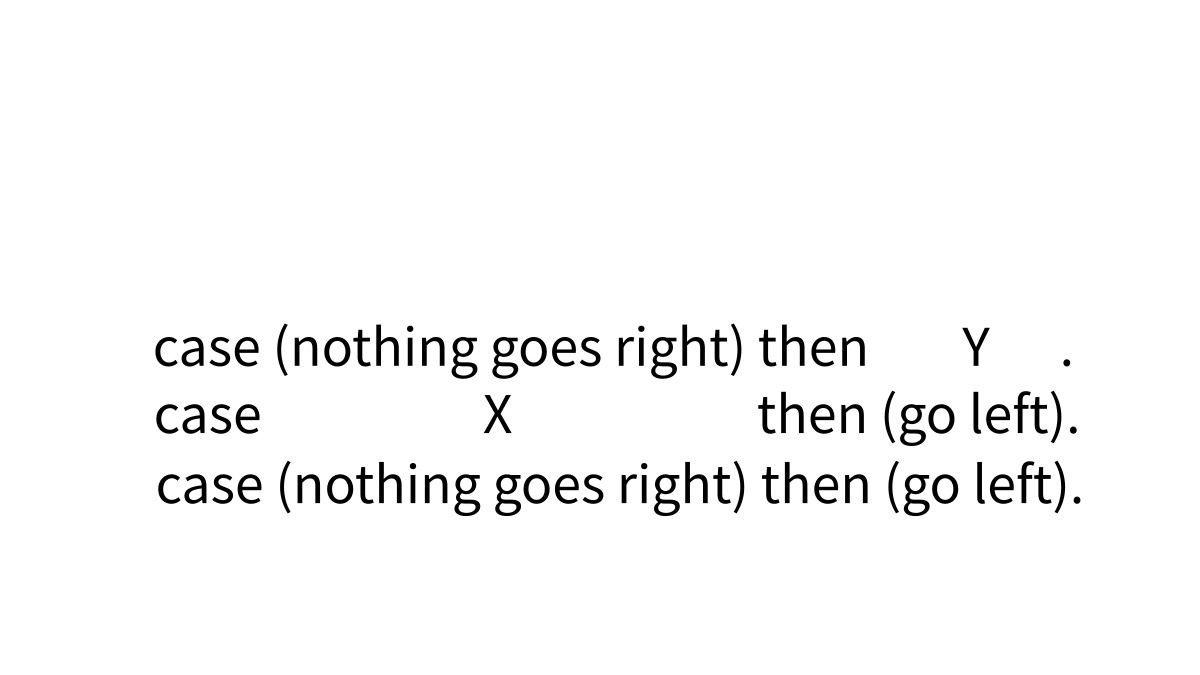 case (nothing goes right) then Y .
case X then (go left).
case (nothing goes right) then (go left).